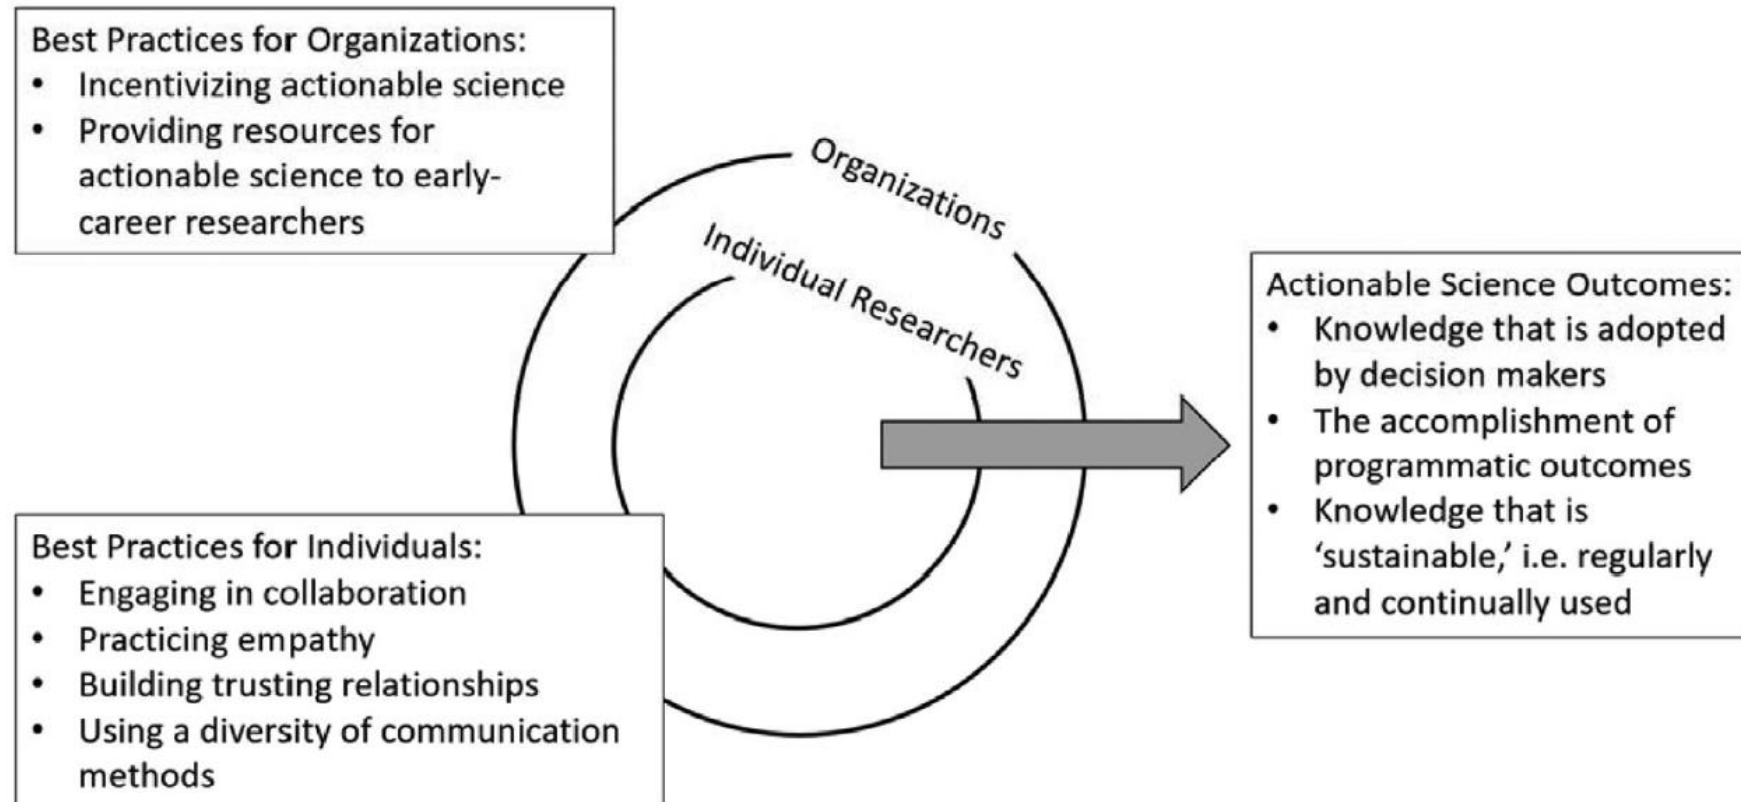 Best Practices for Organizations:
• Incentivizing actionable science
• Providing resources for
actionable science to early-
career researchers
Organizations
Individual Researchers
Actionable Science Outcomes:
• Knowledge that is adopted
by decision makers
• The accomplishment of
programmatic outcomes
• Knowledge that is
‘sustainable,’ i.e. regularly
and continually used
Best Practices for Individuals:
• Engaging in collaboration
• Practicing empathy
• Building trusting relationships
• Using a diversity of communication
methods